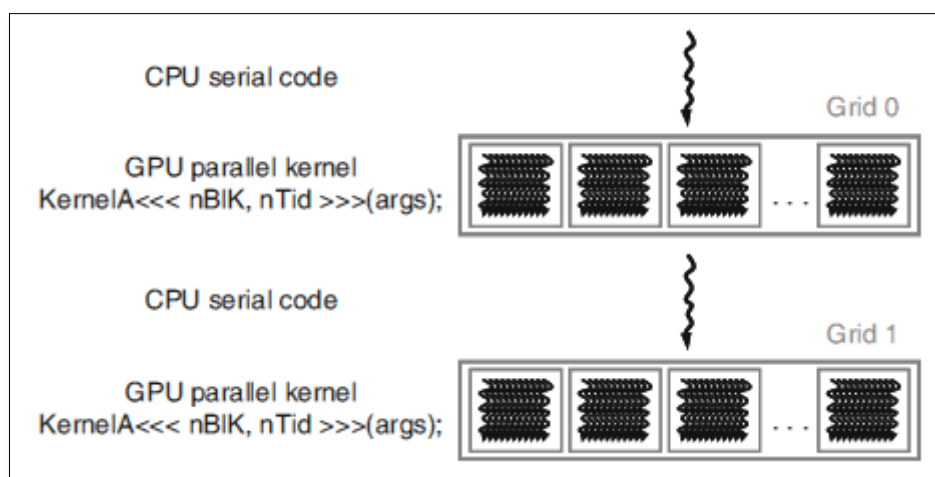 CPU serial code
Grid 0
GPU parallel kernel
KernelA<<< nBlK, nTid >>>(args);
. . .
CPU serial code
Grid 1
GPU parallel kernel
KernelA<<< nBlK, nTid >>>(args);
. . .